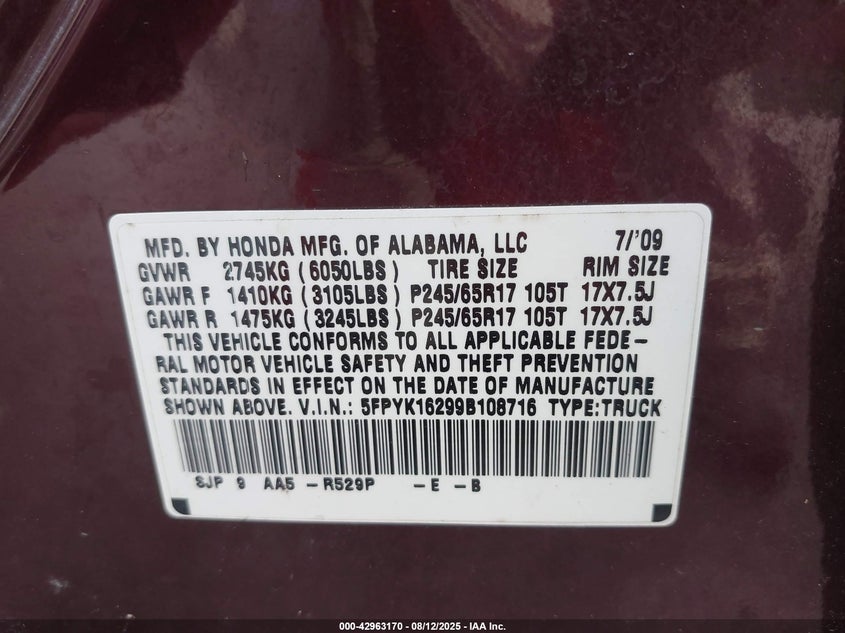 MFD. BY HONDA MFG. OF ALABAMA, LLC 7/'09
GVWR 2745KG (6050LBS) TIRE SIZE RIM SIZE
GAWR F 1410KG (3105LBS) P245/65R17 105T 17X7.5J
GAWR R 1475KG (3245LBS) P245/65R17 105T 17X7.5J
THIS VEHICLE CONFORMS TO ALL APPLICABLE FEDE-
RAL MOTOR VEHICLE SAFETY AND THEFT PREVENTION
STANDARDS IN EFFECT ON THE DATE OF MANUFACTURE
SHOWN ABOVE. V.I.N.: 5FPYK16299B108716 TYPE:TRUCK
SJP 9 AA5 -R529P -E -B
000-42963170 - 08/12/2025 - IAA Inc.